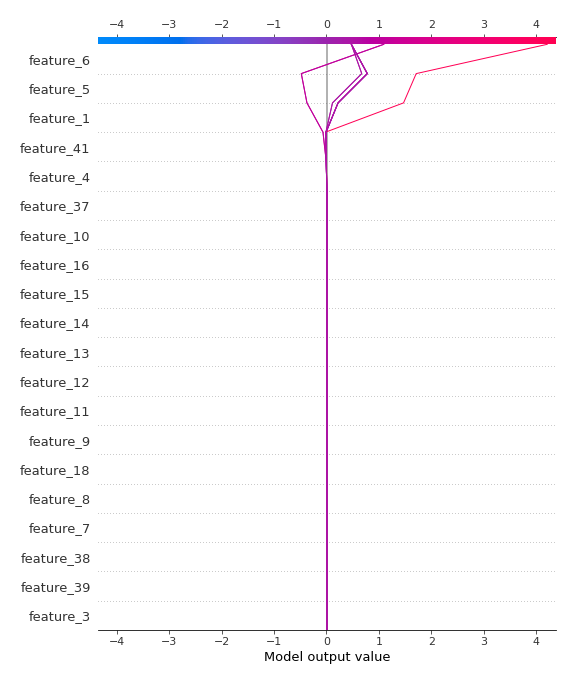 −4 −3 −2 −1 0 1 2 3 4
feature_6
feature_5
feature_1
feature_41
feature_4
feature_37
feature_10
feature_16
feature_15
feature_14
feature_13
feature_12
feature_11
feature_9
feature_18
feature_8
feature_7
feature_38
feature_39
feature_3
−4 −3 −2 −1 0 1 2 3 4
Model output value